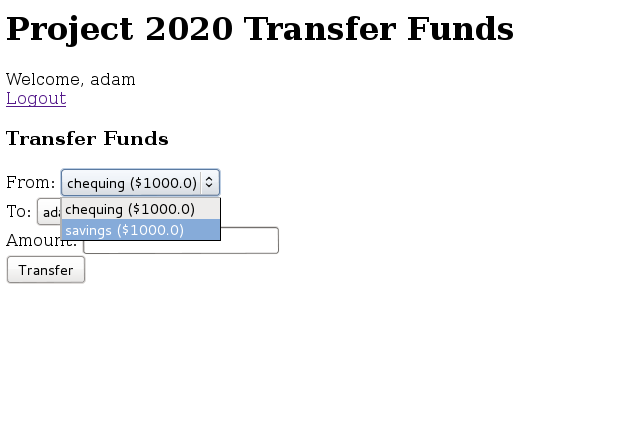 Project 2020 Transfer Funds
Welcome, adam
Logout
Transfer Funds
From: chequing ($1000.0)
chequing ($1000.0)
savings ($1000.0)
To:
Amount:
Transfer